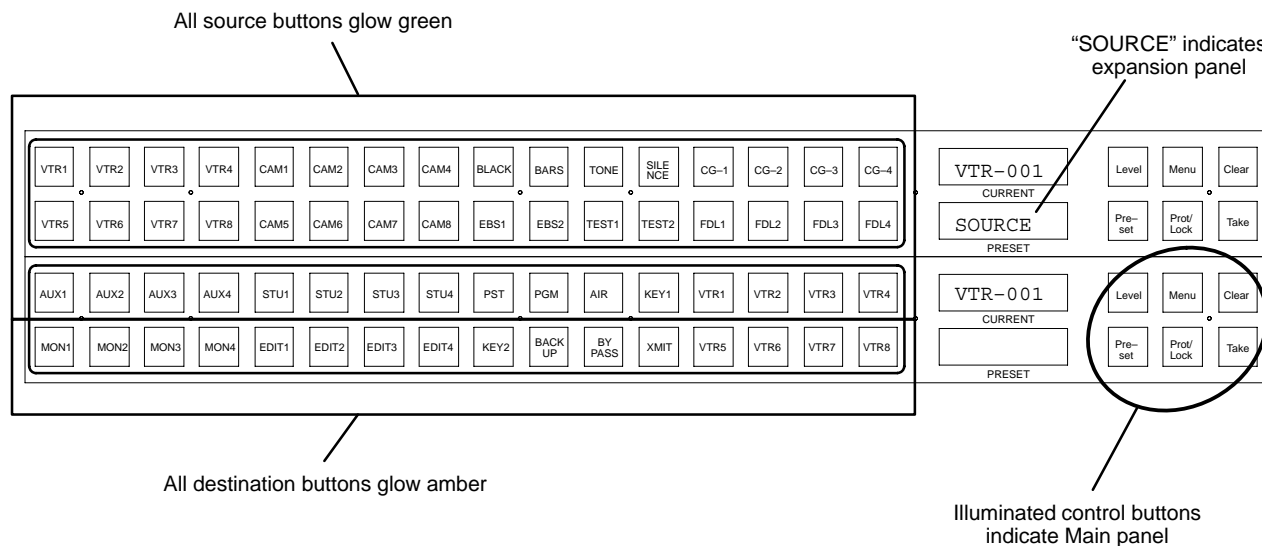 All source buttons glow green
“SOURCE” indicates
expansion panel
VTR1 VTR2 VTR3 VTR4 CAM1 CAM2 CAM3 CAM4 BLACK BARS TONE SILE NCE CG–1 CG–2 CG–3 CG–4
VTR–001
CURRENT
Level Menu Clear
VTR5 VTR6 VTR7 VTR8 CAM5 CAM6 CAM7 CAM8 EBS1 EBS2 TEST1 TEST2 FDL1 FDL2 FDL3 FDL4
SOURCE
PRESET
Pre– set Prot/ Lock Take
AUX1 AUX2 AUX3 AUX4 STU1 STU2 STU3 STU4 PST PGM AIR KEY1 VTR1 VTR2 VTR3 VTR4
VTR–001
CURRENT
Level Menu Clear
MON1 MON2 MON3 MON4 EDIT1 EDIT2 EDIT3 EDIT4 KEY2 BACK UP BY PASS XMIT VTR5 VTR6 VTR7 VTR8
PRESET
Pre– set Prot/ Lock Take
All destination buttons glow amber
Illuminated control buttons
indicate Main panel